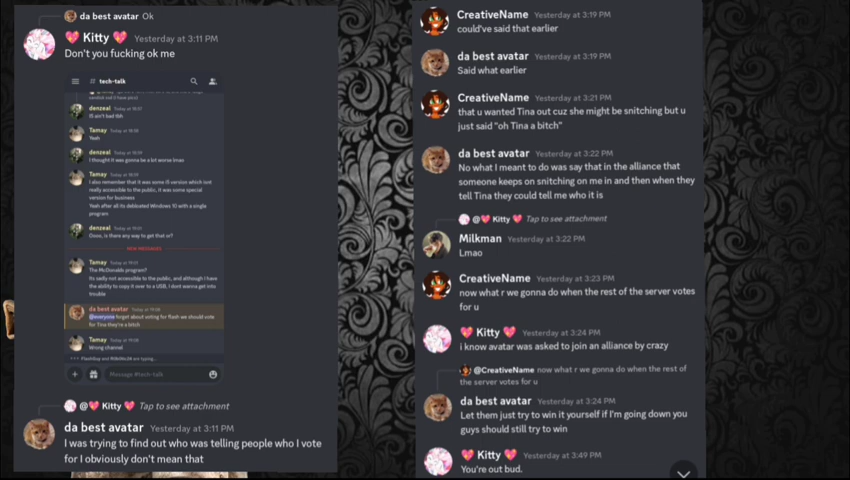 da best avatar Ok
Kitty Yesterday at 3:11 PM
Don't you fucking ok me
# tech-talk
denzeal
I'll ain't bad tbh
Tamay
Yeah
denzeal
I thought it was gonna be a lot worse lmao
Tamay
I also remember that it was some I5 version which isnt
really accessible to the public, it was some special
version for business
Yeah after all its debloated Windows 10 with a single
program
denzeal
Oooo, is there any way to get that or?
NEW MESSAGES
Tamay
The McDonalds program?
Its sadly not accessible to the public, and although I have
the ability to copy it over to a USB, I dont wanna get into
trouble
da best avatar
@everyone forget about voting for flash we should vote
for Tina they're a bitch
Tamay
Wrong channel
are typing...
Message #tech-talk
@ Kitty Tap to see attachment
da best avatar Yesterday at 3:11 PM
I was trying to find out who was telling people who I vote
for I obviously don't mean that
CreativeName Yesterday at 3:19 PM
could've said that earlier
da best avatar Yesterday at 3:19 PM
Said what earlier
CreativeName Yesterday at 3:21 PM
that u wanted Tina out cuz she might be snitching but u
just said "oh Tina a bitch"
da best avatar Yesterday at 3:22 PM
No what I meant to do was say that in the alliance that
someone keeps on snitching on me in and then when they
tell Tina they could tell me who it is
@ Kitty Tap to see attachment
Milkman Yesterday at 3:22 PM
Lmao
CreativeName Yesterday at 3:23 PM
now what r we gonna do when the rest of the server votes
for u
Kitty Yesterday at 3:24 PM
i know avatar was asked to join an alliance by crazy
@CreativeName now what r we gonna do when the rest of
the server votes for u
da best avatar Yesterday at 3:24 PM
Let them just try to win it yourself if I'm going down you
guys should still try to win
Kitty Yesterday at 3:49 PM
You're out bud.